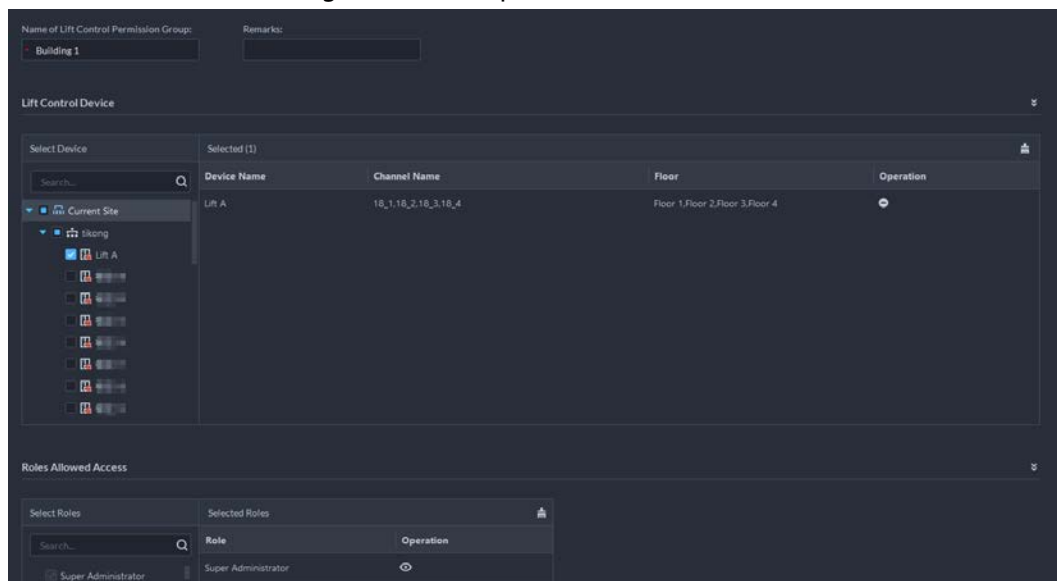 Name of Lift Control Permission Group:
Remarks:
* Building 1
Lift Control Device
Select Device
Selected (1)
Search...
Device Name
Channel Name
Floor
Operation
Current Site
Lift A
18_1,18_2,18_3,18_4
Floor 1,Floor 2,Floor 3,Floor 4
tikong
Lift A
Roles Allowed Access
Select Roles
Selected Roles
Search...
Role
Operation
Super Administrator
Super Administrator